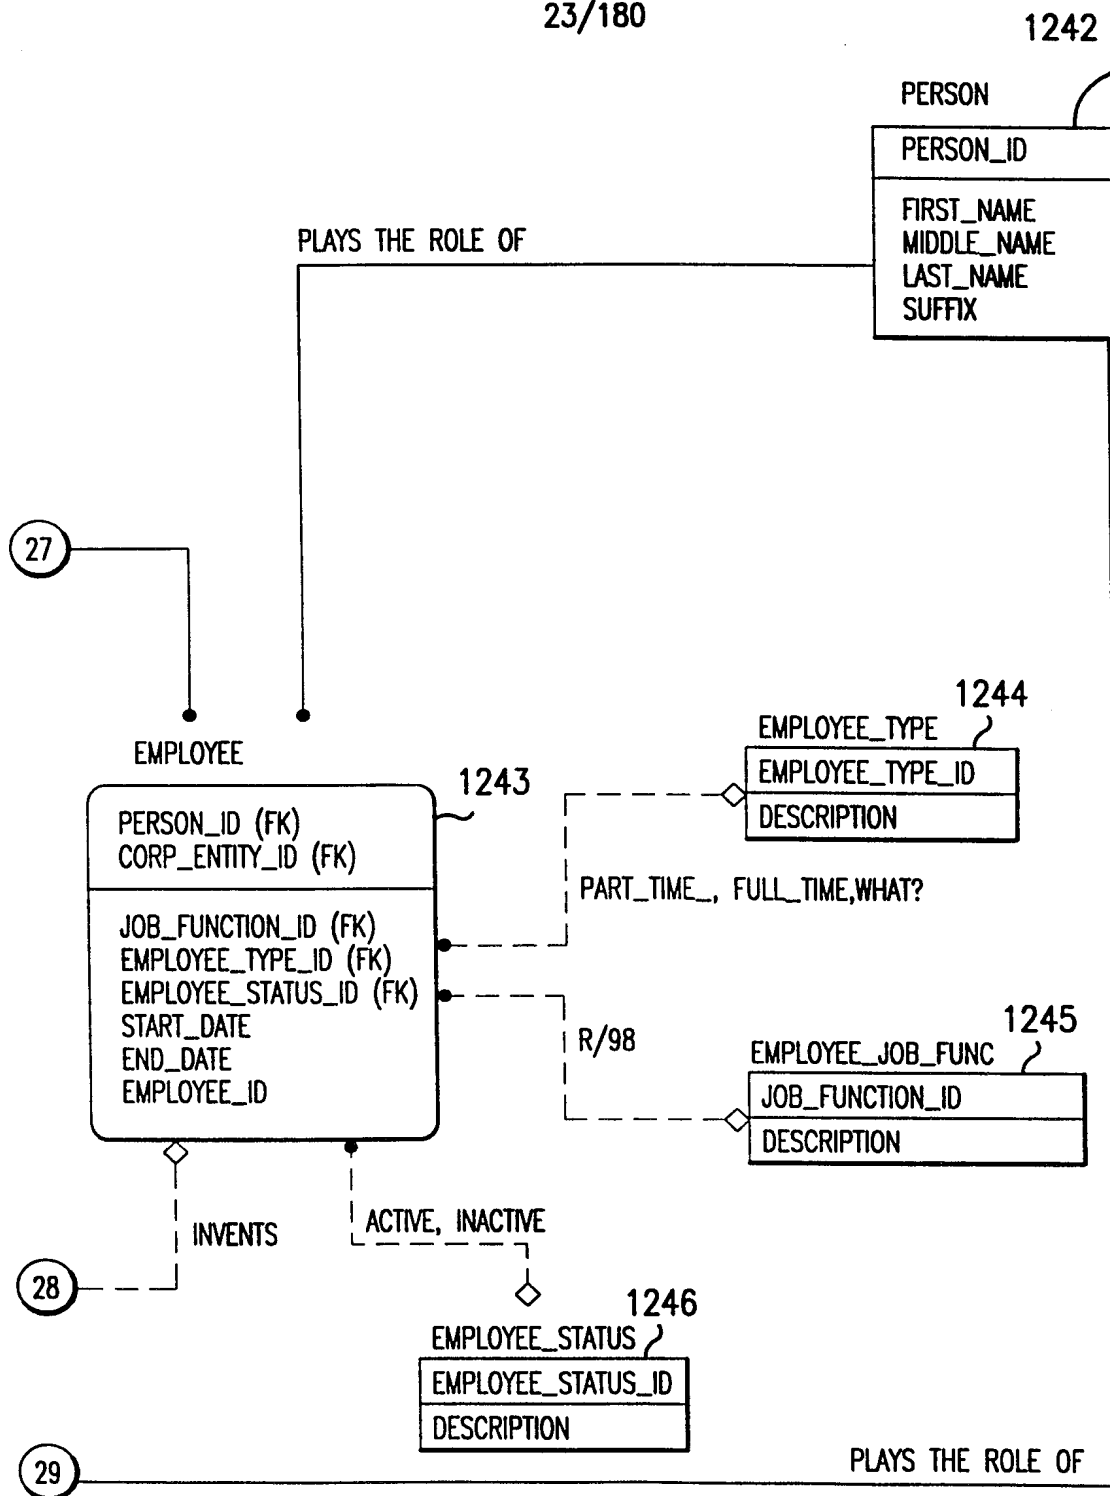 23/180
1242
PERSON
PERSON_ID
FIRST_NAME
MIDDLE_NAME
LAST_NAME
SUFFIX
PLAYS THE ROLE OF
27
EMPLOYEE
1243
PERSON_ID (FK)
CORP_ENTITY_ID (FK)
JOB_FUNCTION_ID (FK)
EMPLOYEE_TYPE_ID (FK)
EMPLOYEE_STATUS_ID (FK)
START_DATE
END_DATE
EMPLOYEE_ID
1244
EMPLOYEE_TYPE
EMPLOYEE_TYPE_ID
DESCRIPTION
PART_TIME_, FULL_TIME,WHAT?
R/98
1245
EMPLOYEE_JOB_FUNC
JOB_FUNCTION_ID
DESCRIPTION
INVENTS
ACTIVE, INACTIVE
28
1246
EMPLOYEE_STATUS
EMPLOYEE_STATUS_ID
DESCRIPTION
29
PLAYS THE ROLE OF